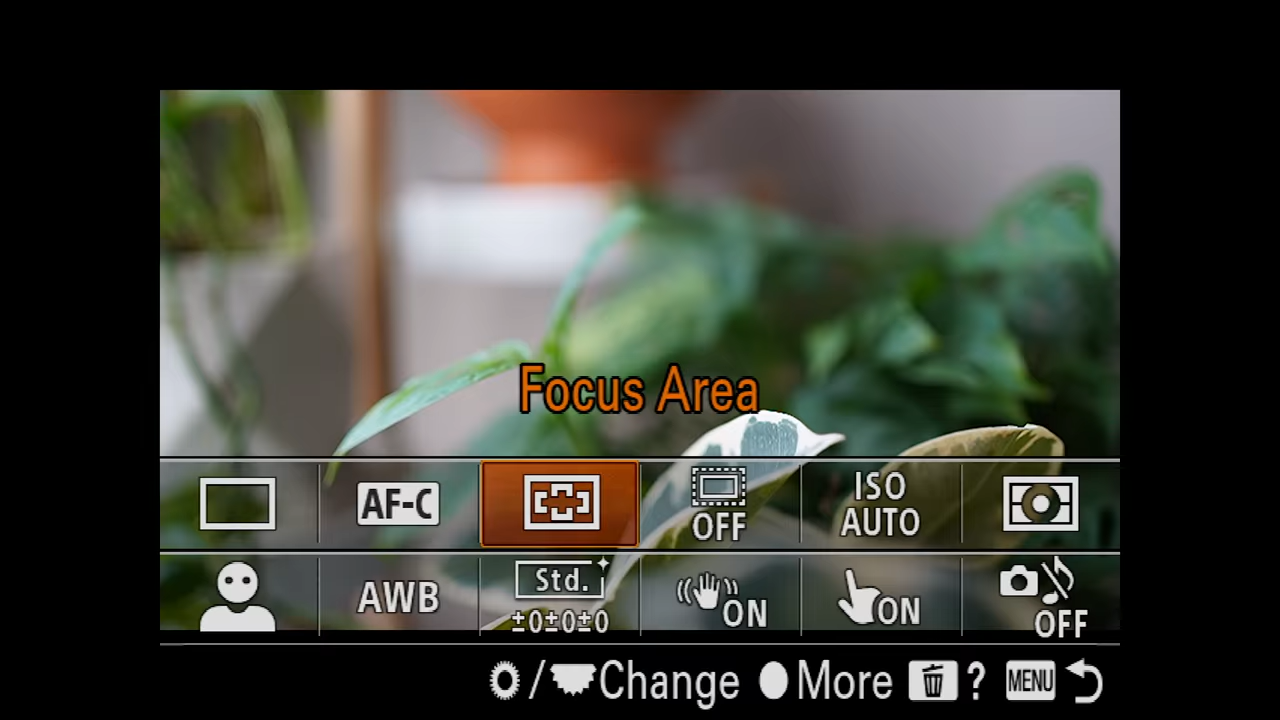 Focus Area
AF-C
OFF
ISO AUTO
AWB
Std.
±0±0±0
ON
ON
OFF
/ Change More ? MENU